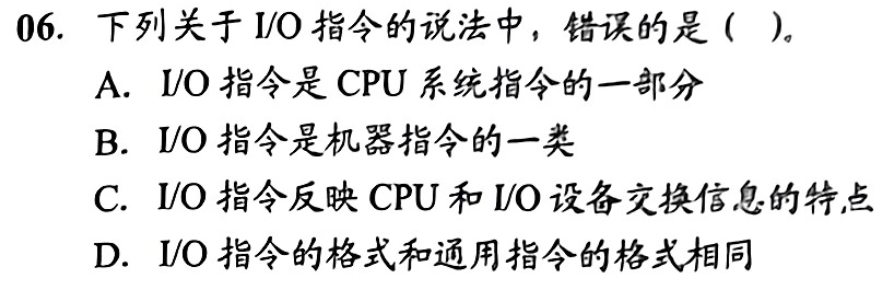 06. 下列关于 I/O 指令的说法中，错误的是（ ）。
A. I/O 指令是 CPU 系统指令的一部分
B. I/O 指令是机器指令的一类
C. I/O 指令反映 CPU 和 I/O 设备交换信息的特点
D. I/O 指令的格式和通用指令的格式相同